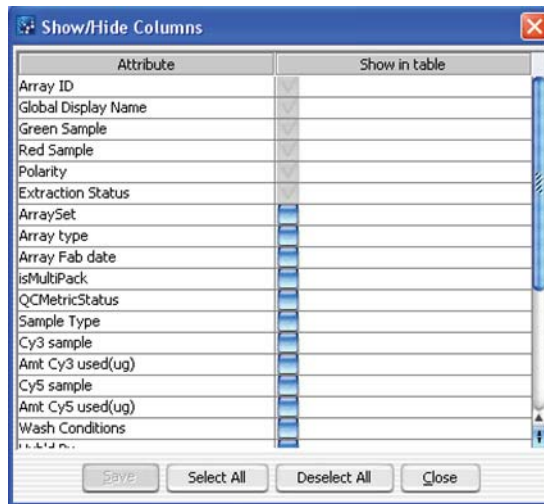 Show/Hide Columns
Attribute Show in table
Array ID
Global Display Name
Green Sample
Red Sample
Polarity
Extraction Status
ArraySet
Array type
Array Fab date
isMultiPack
QCMetricStatus
Sample Type
Cy3 sample
Amt Cy3 used(ug)
Cy5 sample
Amt Cy5 used(ug)
Wash Conditions
Save Select All Deselect All Close